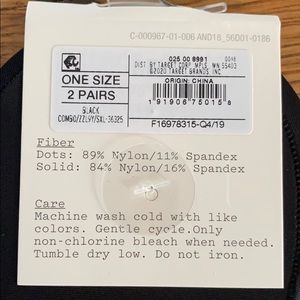 C-000967-01-006 AND18_56D01-0186
025 00 8991 0048
DIST. BY TARGET CORP. MPLS, MN 55403
©2020 TARGET BRANDS INC.
ORIGIN: CHINA
ONE SIZE
2 PAIRS
BLACK
1 91906 75015 8
F16978315-Q4/19
Fiber
Dots: 89% Nylon/11% Spandex
Solid: 84% Nylon/16% Spandex
Care
Machine wash cold with like
colors. Gentle cycle.Only
non-chlorine bleach when needed.
Tumble dry low. Do not iron.